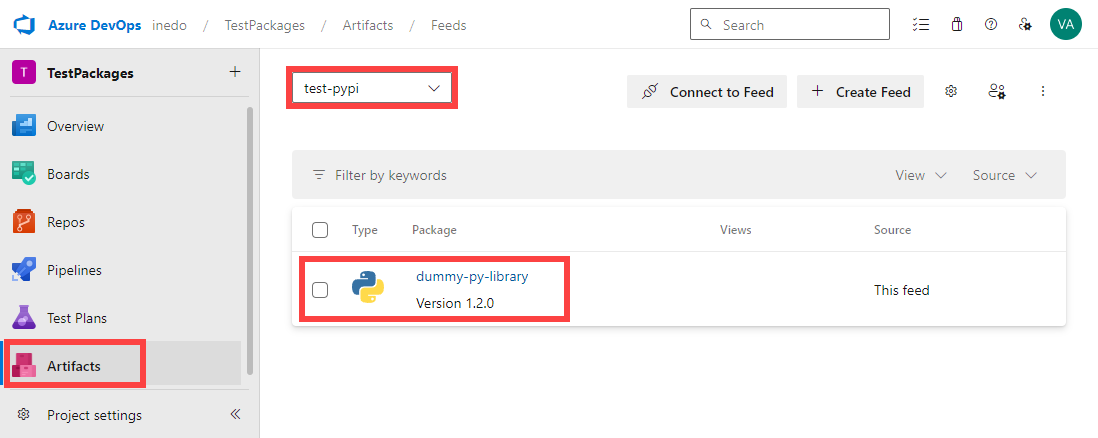 Azure DevOps inedo / TestPackages / Artifacts / Feeds Search VA
T TestPackages +
test-pypi Connect to Feed + Create Feed
Overview
Boards
Filter by keywords View Source
Repos
Type Package Views Source
Pipelines
dummy-py-library
Version 1.2.0 This feed
Test Plans
Artifacts
Project settings